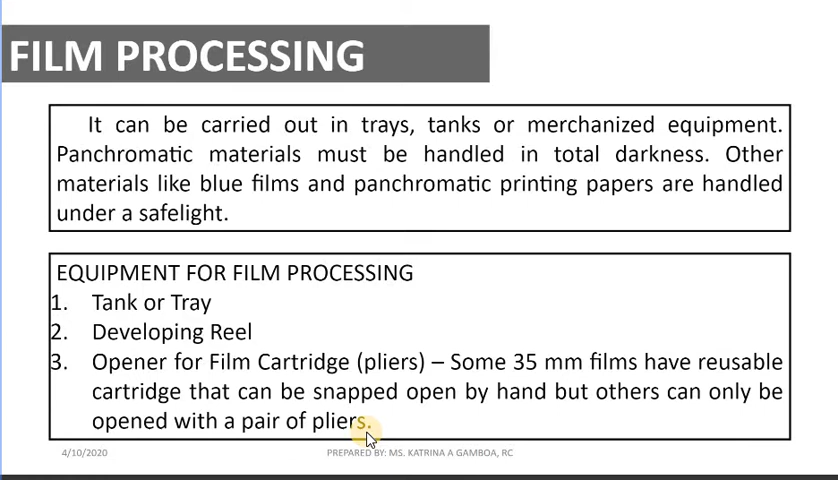 FILM PROCESSING
It can be carried out in trays, tanks or merchanized equipment.
Panchromatic materials must be handled in total darkness. Other
materials like blue films and panchromatic printing papers are handled
under a safelight.
EQUIPMENT FOR FILM PROCESSING
1. Tank or Tray
2. Developing Reel
3. Opener for Film Cartridge (pliers) – Some 35 mm films have reusable
cartridge that can be snapped open by hand but others can only be
opened with a pair of pliers.
4/10/2020 PREPARED BY: MS. KATRINA A GAMBOA, RC